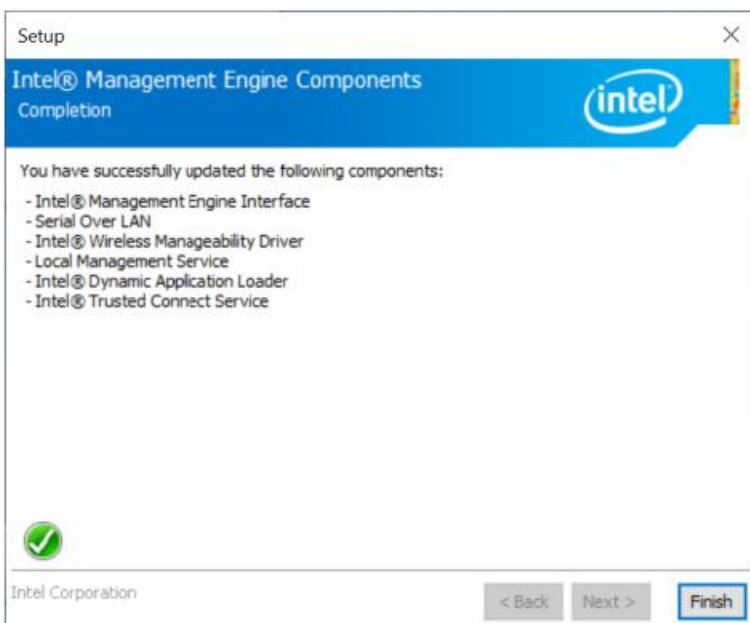 Setup
Intel® Management Engine Components
Completion
intel
You have successfully updated the following components:
- Intel® Management Engine Interface
- Serial Over LAN
- Intel® Wireless Manageability Driver
- Local Management Service
- Intel® Dynamic Application Loader
- Intel® Trusted Connect Service
Intel Corporation
< Back Next > Finish